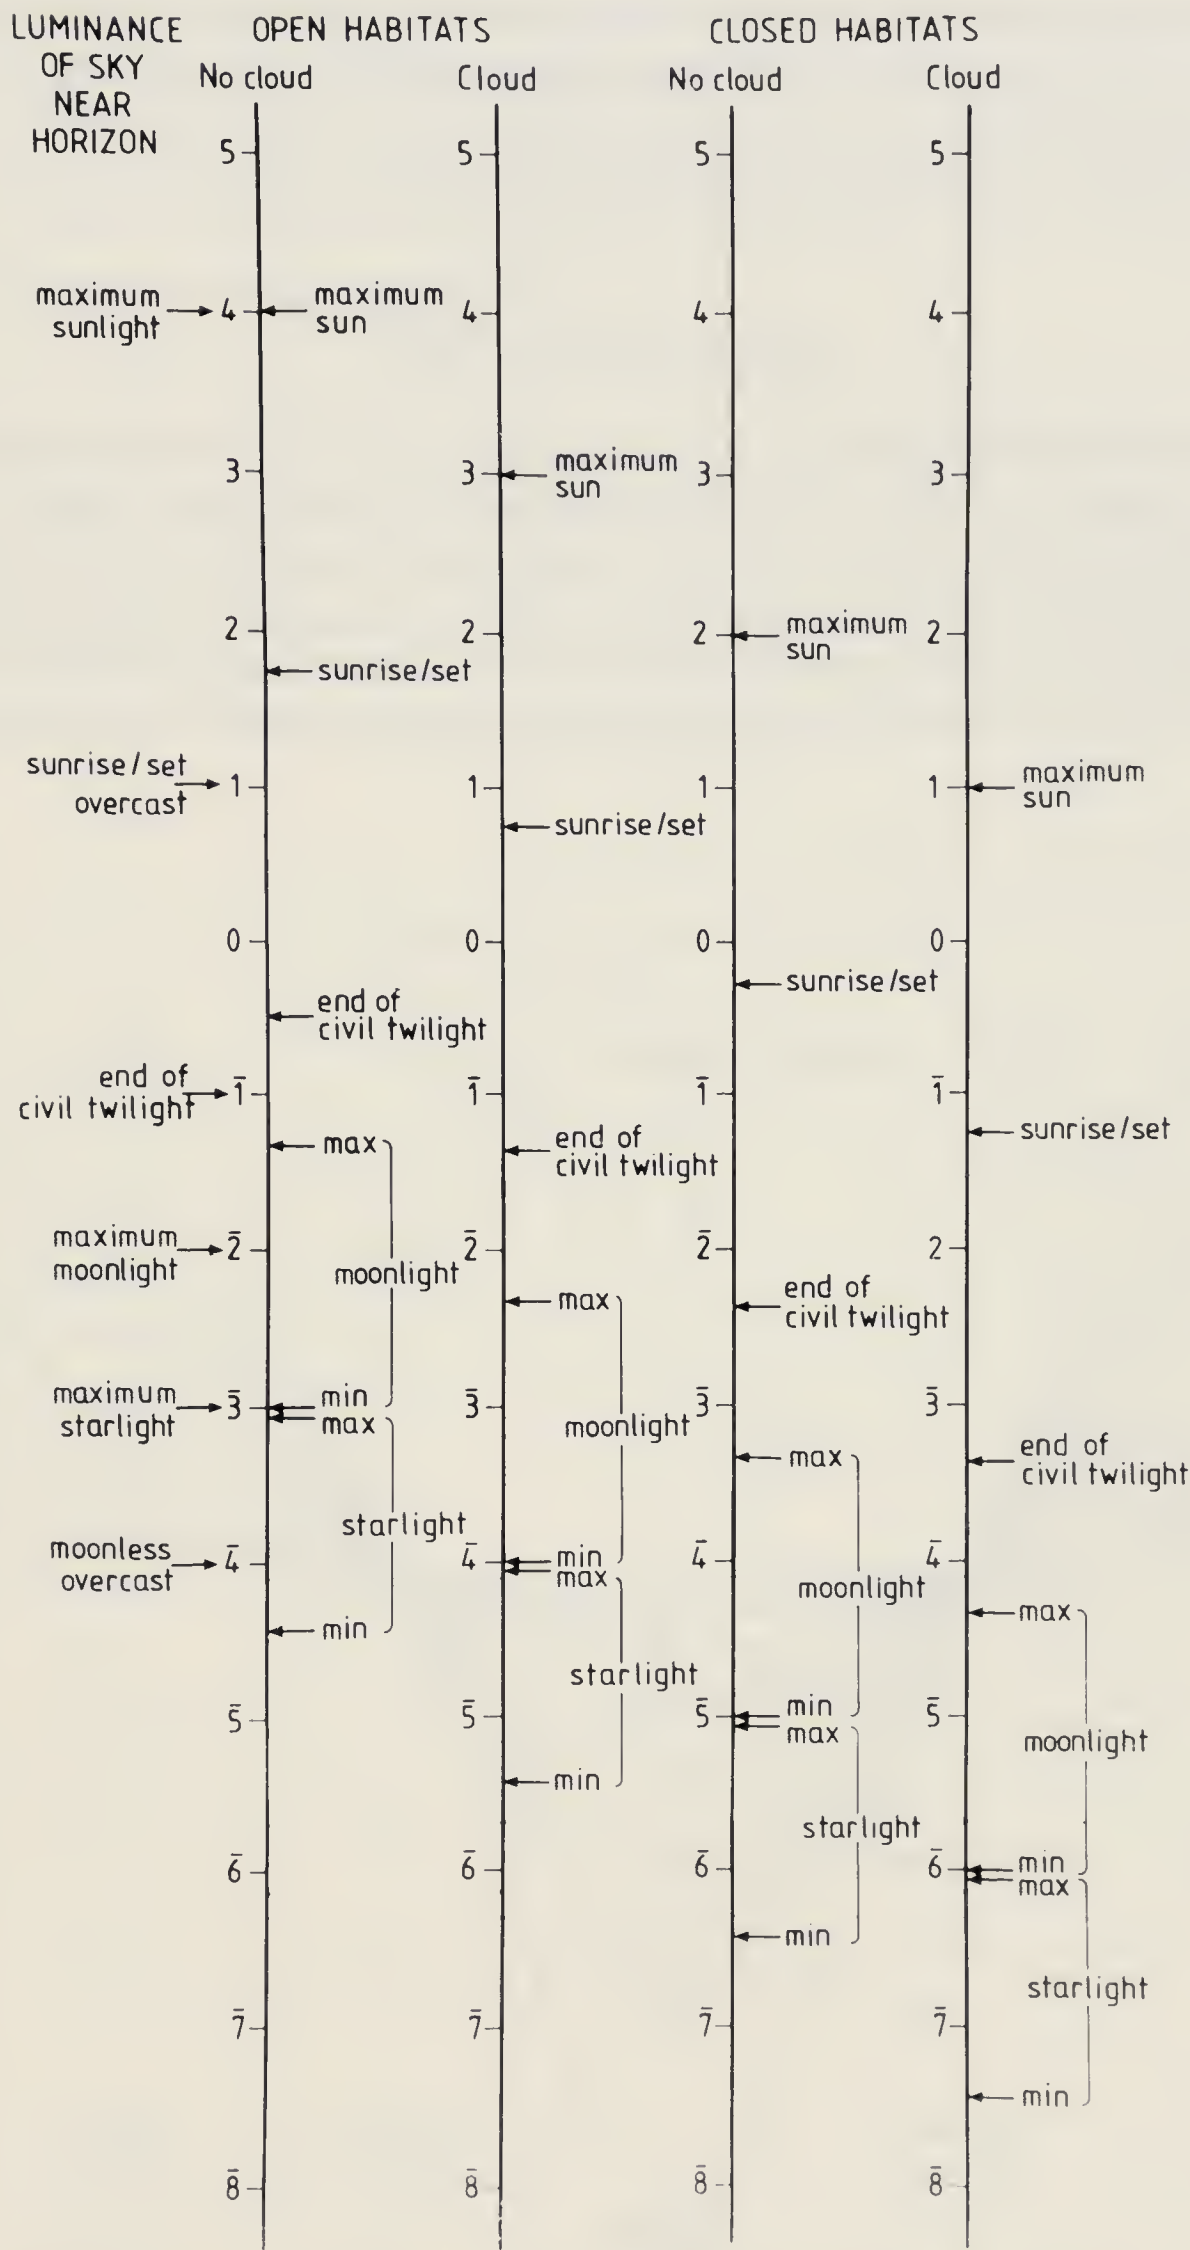 LUMINANCE
OF SKY
NEAR
HORIZON
maximum
sunlight
sunrise/set
overcast
end of
civil twilight
maximum
moonlight
maximum
starlight
moonless
overcast
OPEN HABITATS
No cloud
5
4
3
2
1
0
1̄
2̄
3̄
4̄
5̄
6̄
7̄
8̄
maximum
sun
sunrise/set
end of
civil twilight
max
moonlight
min
max
starlight
min
Cloud
5
4
3
2
1
0
1̄
2̄
3̄
4̄
5̄
6̄
7̄
8̄
maximum
sun
sunrise/set
end of
civil twilight
max
moonlight
min
max
starlight
min
CLOSED HABITATS
No cloud
5
4
3
2
1
0
1̄
2̄
3̄
4̄
5̄
6̄
7̄
8̄
maximum
sun
sunrise/set
end of
civil twilight
max
moonlight
min
max
starlight
min
Cloud
5
4
3
2
1
0
1̄
2
3̄
4̄
5̄
6̄
7̄
8̄
maximum
sun
sunrise/set
end of
civil twilight
max
moonlight
min
max
starlight
min